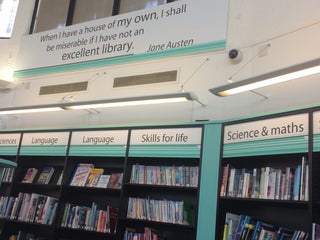 When I have a house of my own, I shall
be miserable if I have not an
excellent library. Jane Austen
ciences
Language
Language
Skills for life
Science & maths